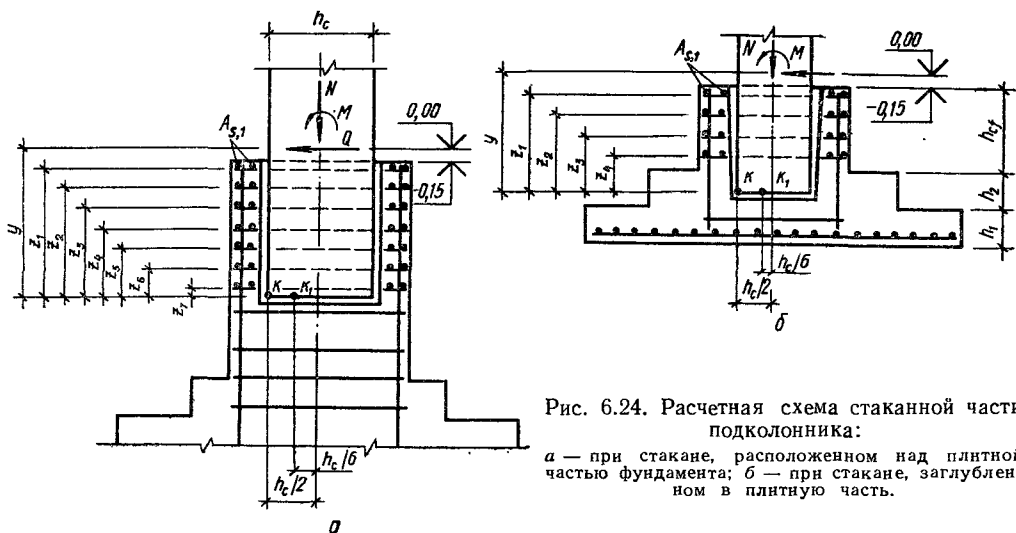 h_c
N
M
Q
A_s,1
0,00
-0,15
y
z_1
z_2
z_3
z_4
z_5
z_6
z_7
K
K_1
h_c/6
h_c/2
а
N
M
A_s,1
0,00
-0,15
y
z_1
z_2
z_3
z_4
K
K_1
h_cf
h_2
h_1
h_c/6
h_c/2
б
Рис. 6.24. Расчетная схема стаканной части
подколонника:
а — при стакане, расположенном над плитной
частью фундамента; б — при стакане, заглублен-
ном в плитную часть.